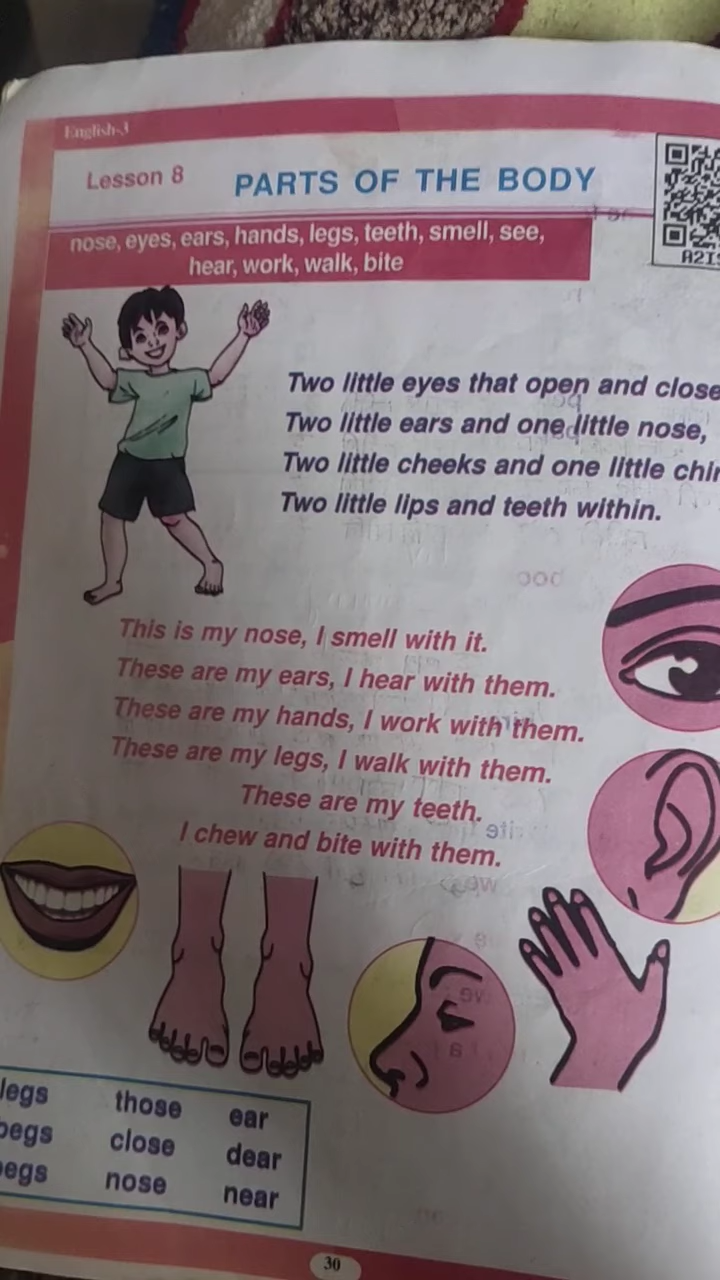 English-3
Lesson 8 PARTS OF THE BODY
nose, eyes, ears, hands, legs, teeth, smell, see,
hear, work, walk, bite
Two little eyes that open and close
Two little ears and one little nose,
Two little cheeks and one little
Two little lips and teeth within.
This is my nose, I smell with it.
These are my ears, I hear with them.
These are my hands, I work with them.
These are my legs, I walk with them.
These are my teeth.
I chew and bite with them.
legs those ear
close dear
nose near
30